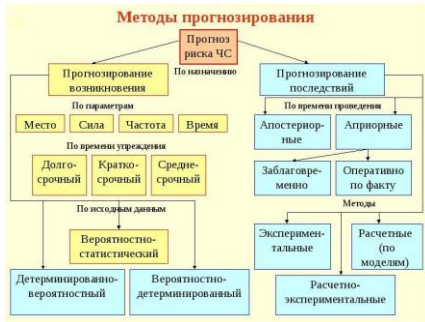 Методы прогнозирования
Прогноз
риска ЧС
По назначению
Прогнозирование
возникновения
Прогнозирование
последствий
По параметрам
Место
Сила
Частота
Время
По времени упреждения
Долго-
срочный
Кратко-
срочный
Средне-
срочный
По исходным данным
Вероятностно-
статистический
Детерминированно-
вероятностный
Вероятностно-
детерминированный
По времени проведения
Апостериор-
ные
Априорные
Заблаговре-
менно
Оперативно
по факту
Методы
Эксперимен-
тальные
Расчетные
(по
моделям)
Расчетно-
экспериментальные